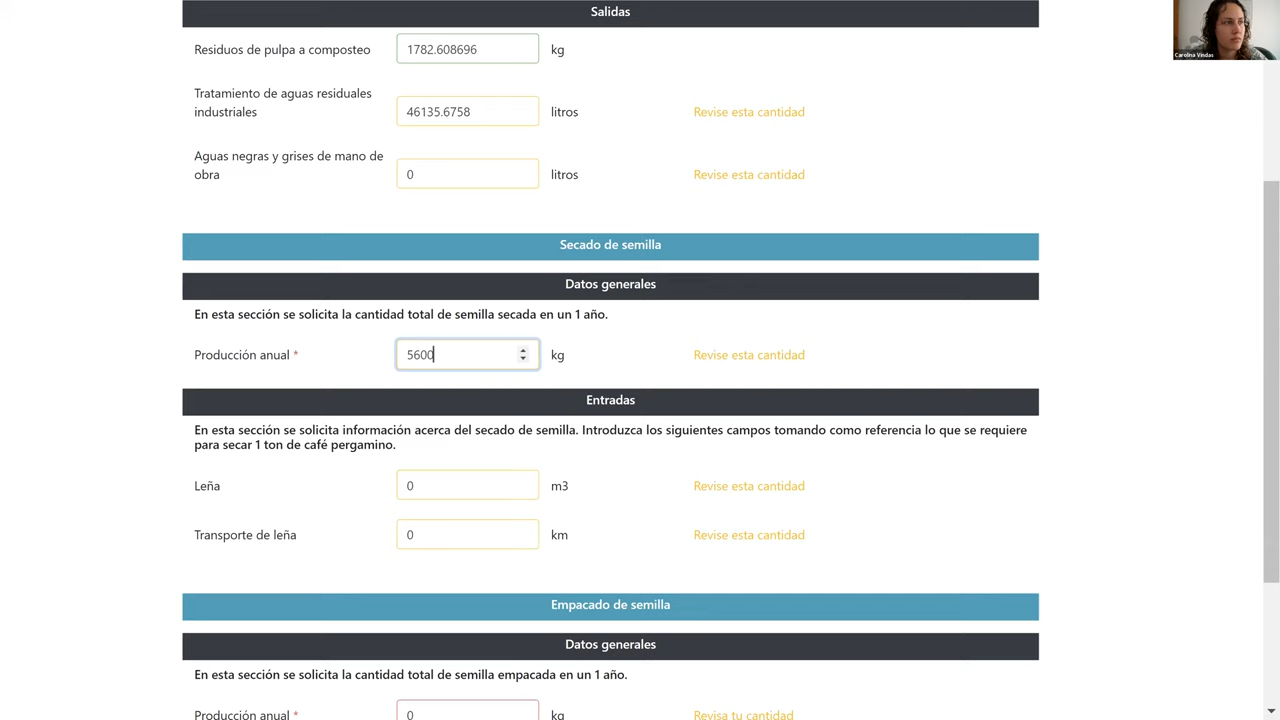 Salidas
Carolina Vindas
Residuos de pulpa a composteo 1782.608696 kg
Tratamiento de aguas residuales
industriales 46135.6758 litros Revise esta cantidad
Aguas negras y grises de mano de
obra 0 litros Revise esta cantidad
Secado de semilla
Datos generales
En esta sección se solicita la cantidad total de semilla secada en un 1 año.
Producción anual * 5600 kg Revise esta cantidad
Entradas
En esta sección se solicita información acerca del secado de semilla. Introduzca los siguientes campos tomando como referencia lo que se requiere
para secar 1 ton de café pergamino.
Leña 0 m3 Revise esta cantidad
Transporte de leña 0 km Revise esta cantidad
Empacado de semilla
Datos generales
En esta sección se solicita la cantidad total de semilla empacada en un 1 año.
Producción anual * 0 kg Revisa tu cantidad